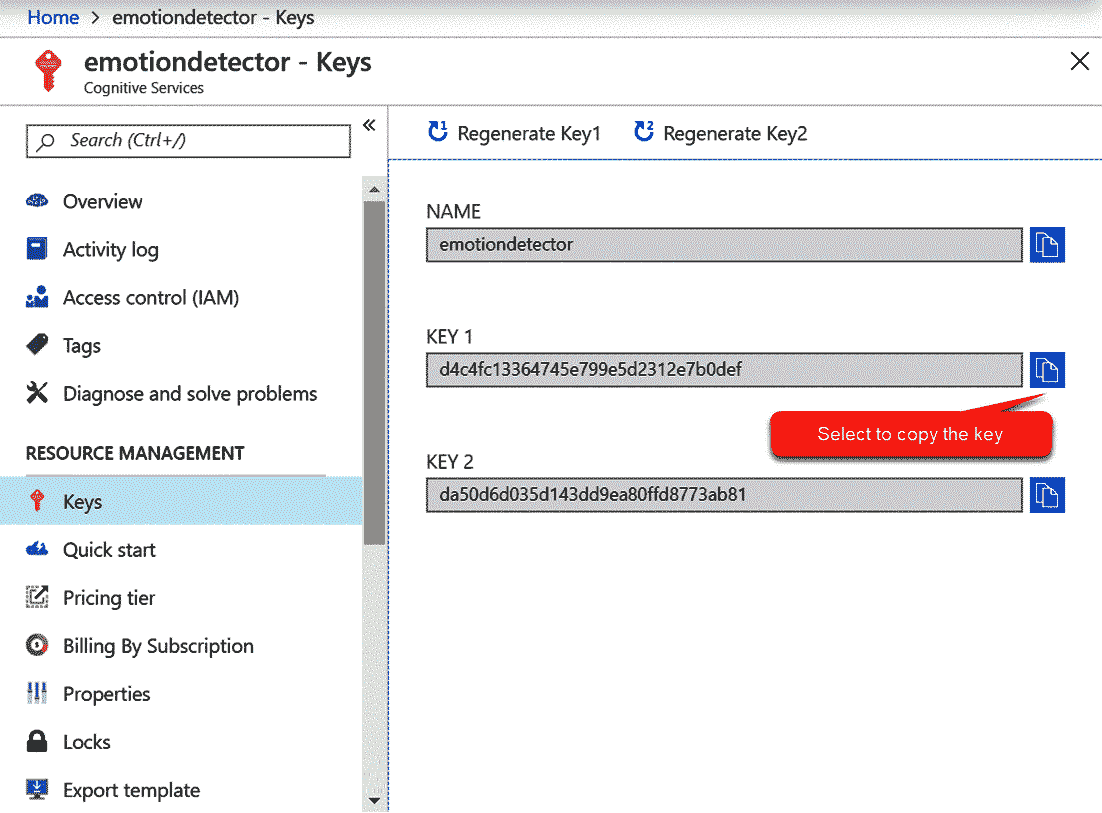 Home > emotiondetector - Keys
emotiondetector - Keys
Cognitive Services
Search (Ctrl+/)
Overview
Activity log
Access control (IAM)
Tags
Diagnose and solve problems
RESOURCE MANAGEMENT
Keys
Quick start
Pricing tier
Billing By Subscription
Properties
Locks
Export template
Regenerate Key1
Regenerate Key2
NAME
emotiondetector
KEY 1
d4c4fc13364745e799e5d2312e7b0def
Select to copy the key
KEY 2
da50d6d035d143dd9ea80ffd8773ab81